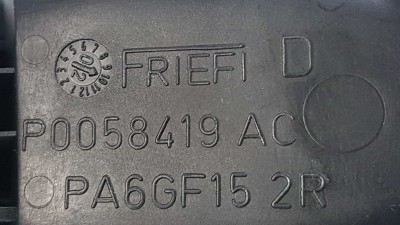 FRIEFI D
P0058419 AC
PA6GF15 2R